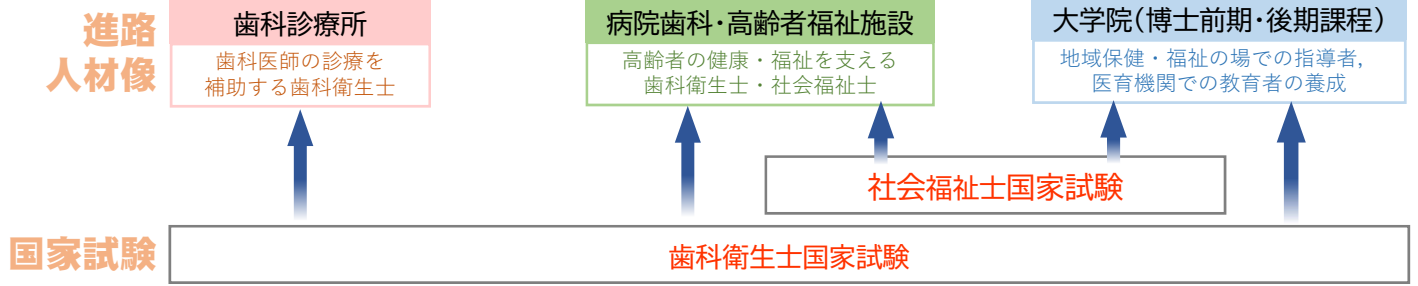 進路
人材像
歯科診療所
歯科医師の診療を
補助する歯科衛生士
病院歯科・高齢者福祉施設
高齢者の健康・福祉を支える
歯科衛生士・社会福祉士
大学院(博士前期・後期課程)
地域保健・福祉の場での指導者,
医育機関での教育者の養成
社会福祉士国家試験
国家試験
歯科衛生士国家試験